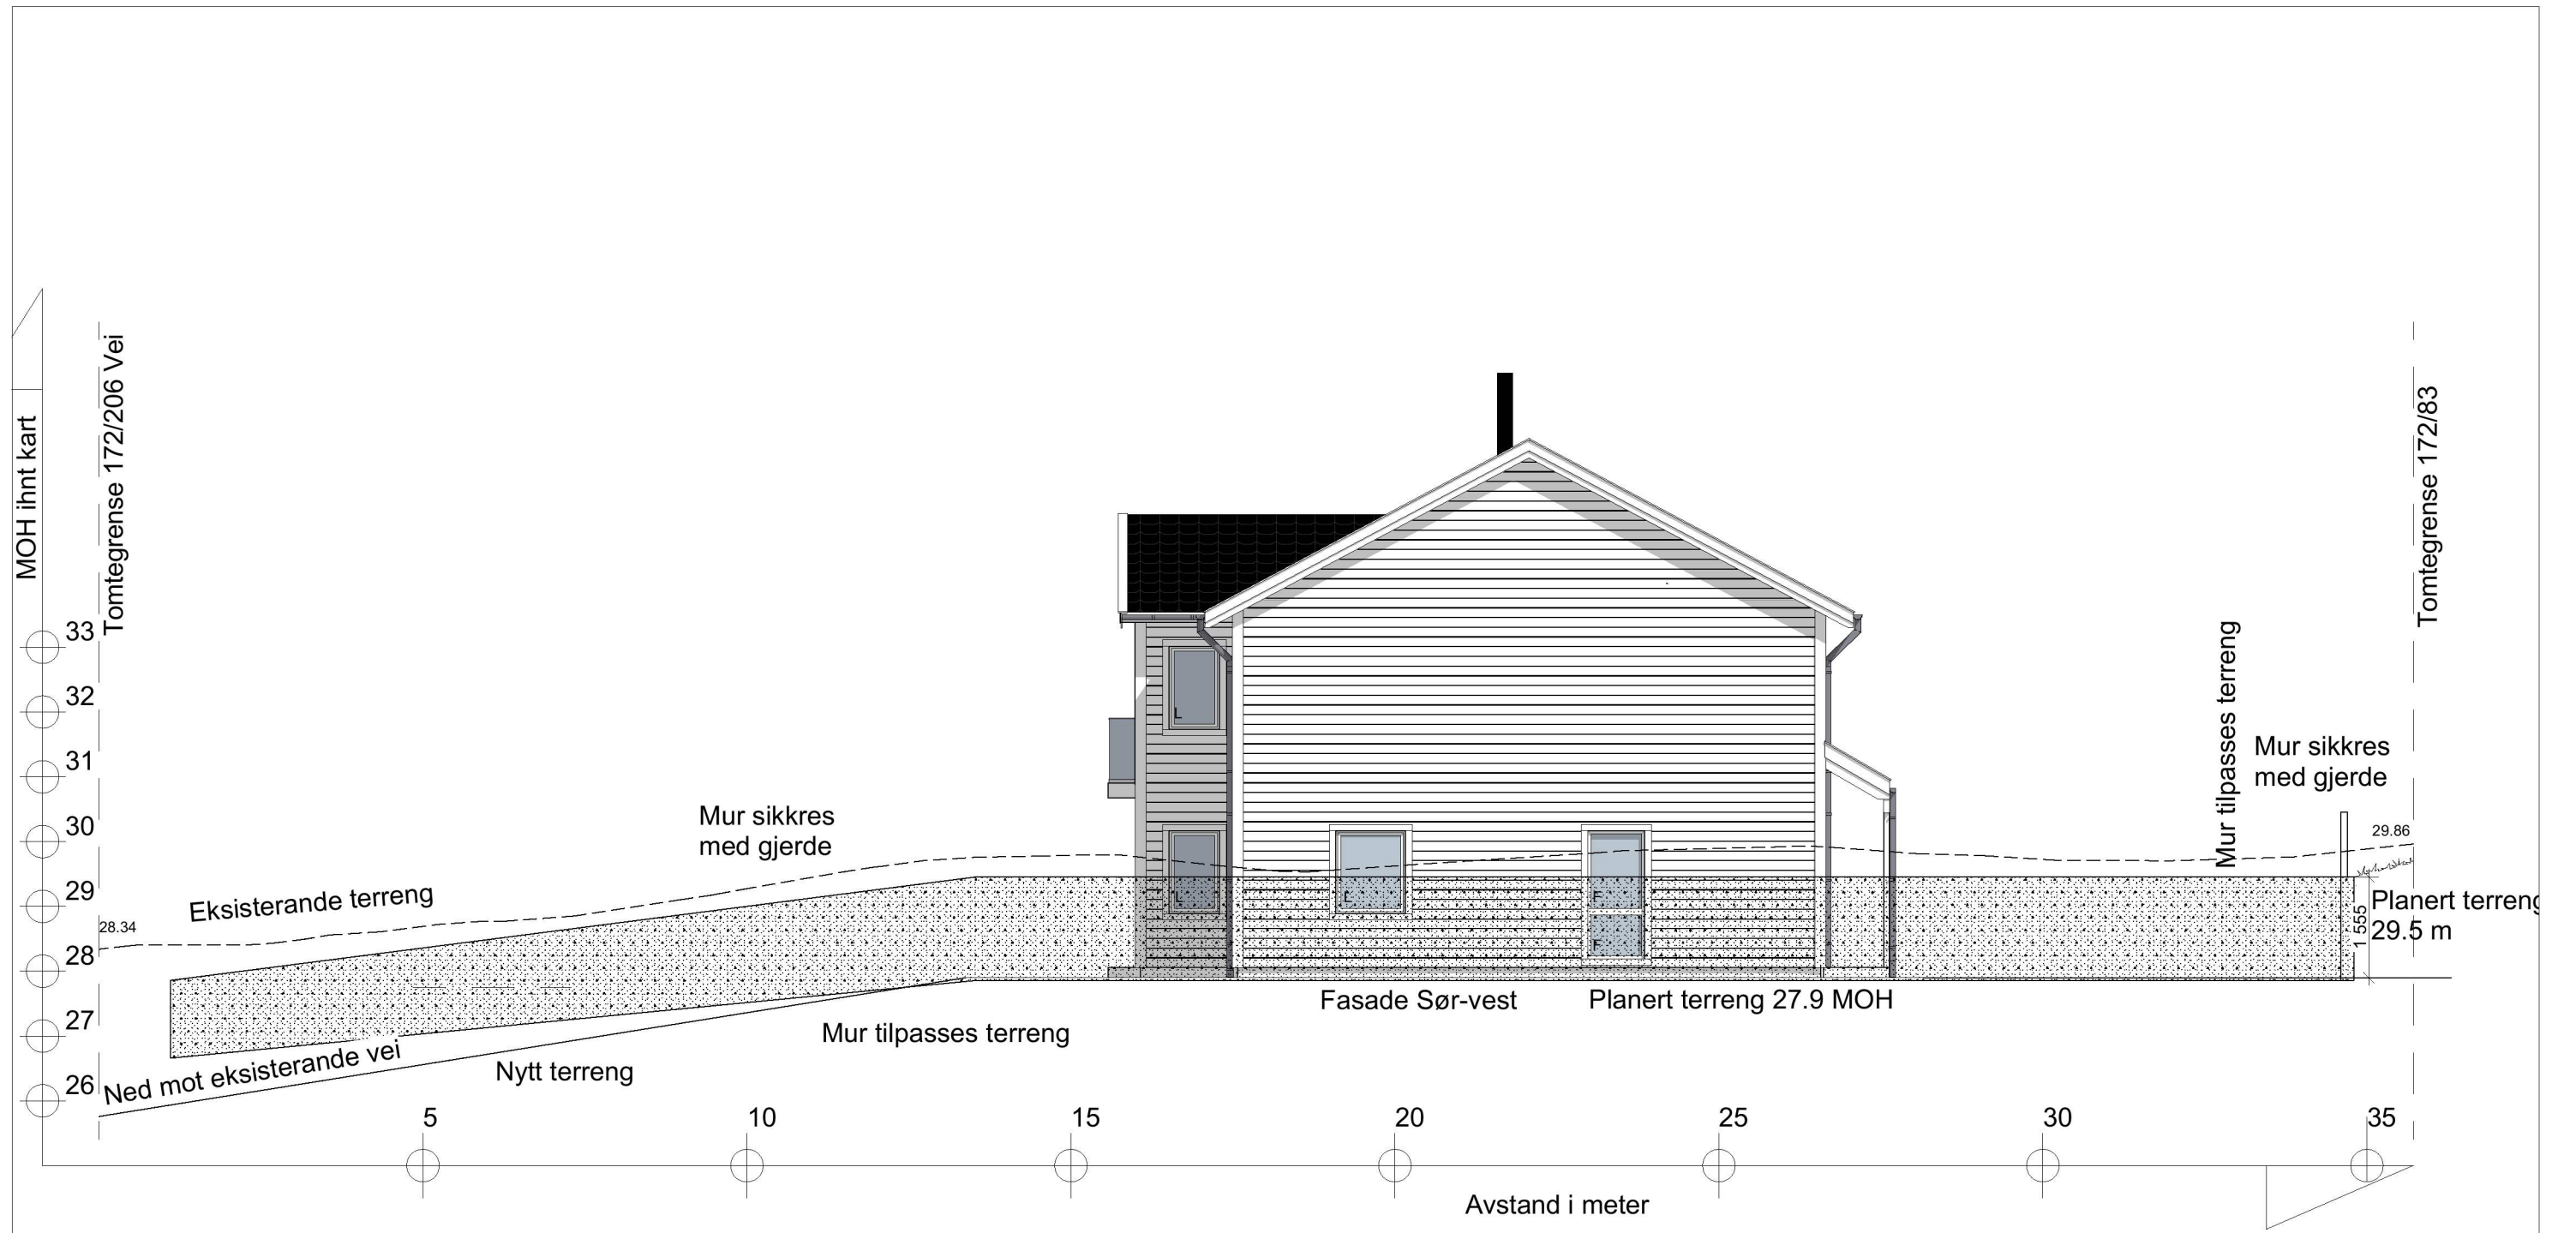 MOH ihnt kart
Tomtegrense 172/206 Vei
Tomtegrense 172/83
33
32
31
30
29
28
27
26
Mur tilpasses terreng
Mur sikkres
med gjerde
Mur sikkres
med gjerde
29.86
Eksisterande terreng
28.34
L
L
L
F
F
1 555
Planert terreng
29.5 m
Fasade Sør-vest
Planert terreng 27.9 MOH
Mur tilpasses terreng
Ned mot eksisterande vei
Nytt terreng
5
10
15
20
25
30
35
Avstand i meter